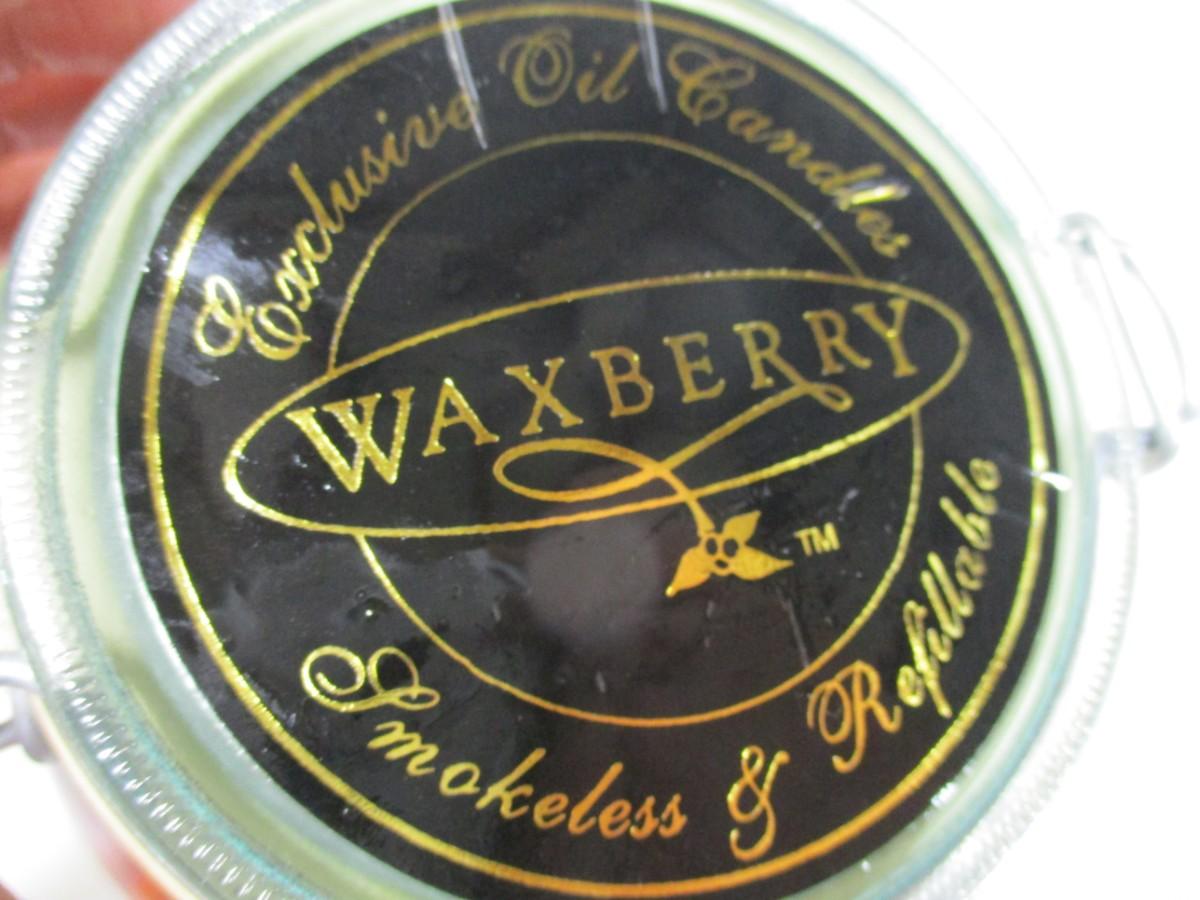 Exclusive Oil Candles
WAXBERRY
TM
Smokeless & Refillable